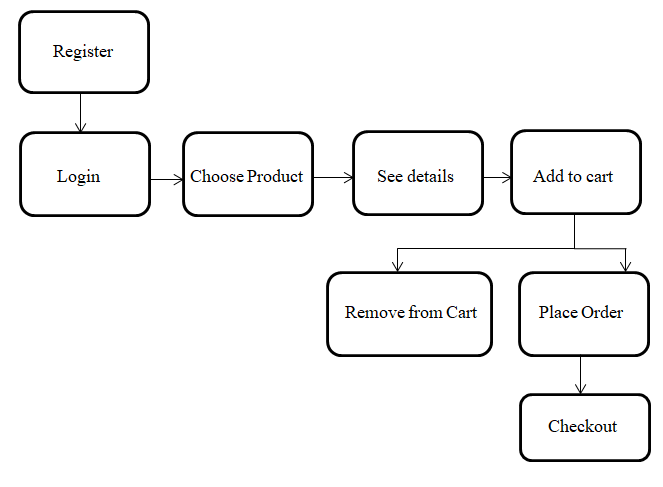 Register
Login
Choose Product
See details
Add to cart
Remove from Cart
Place Order
Checkout